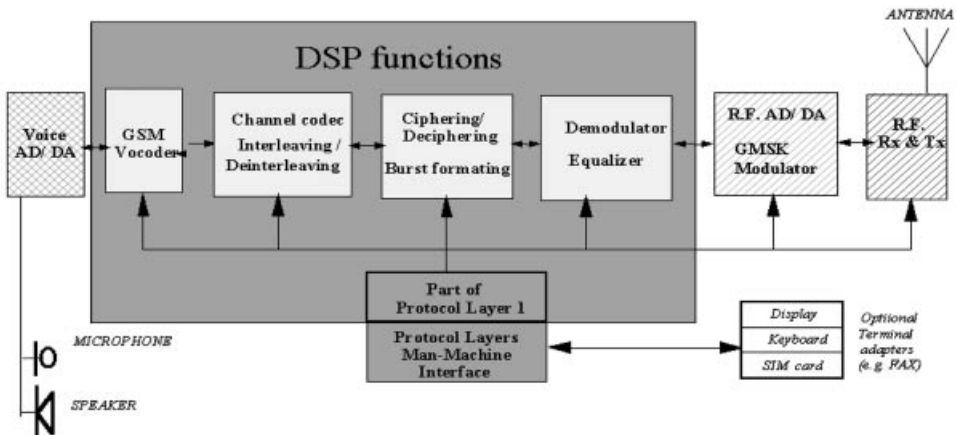 ANTENNA
DSP functions
Voice
AD/ DA
GSM
Vocoder
Channel codec
Interleaving /
Deinterleaving
Ciphering/
Deciphering
Burst formating
Demodulator
Equalizer
R.F. AD/ DA
GMSK
Modulator
R.F.
Rx & Tx
Part of
Protocol Layer 1
Protocol Layers
Man-Machine
Interface
Display
Keyboard
SIM card
Optiional
Terminal
adapters
(e. g. FAX)
MICROPHONE
SPEAKER